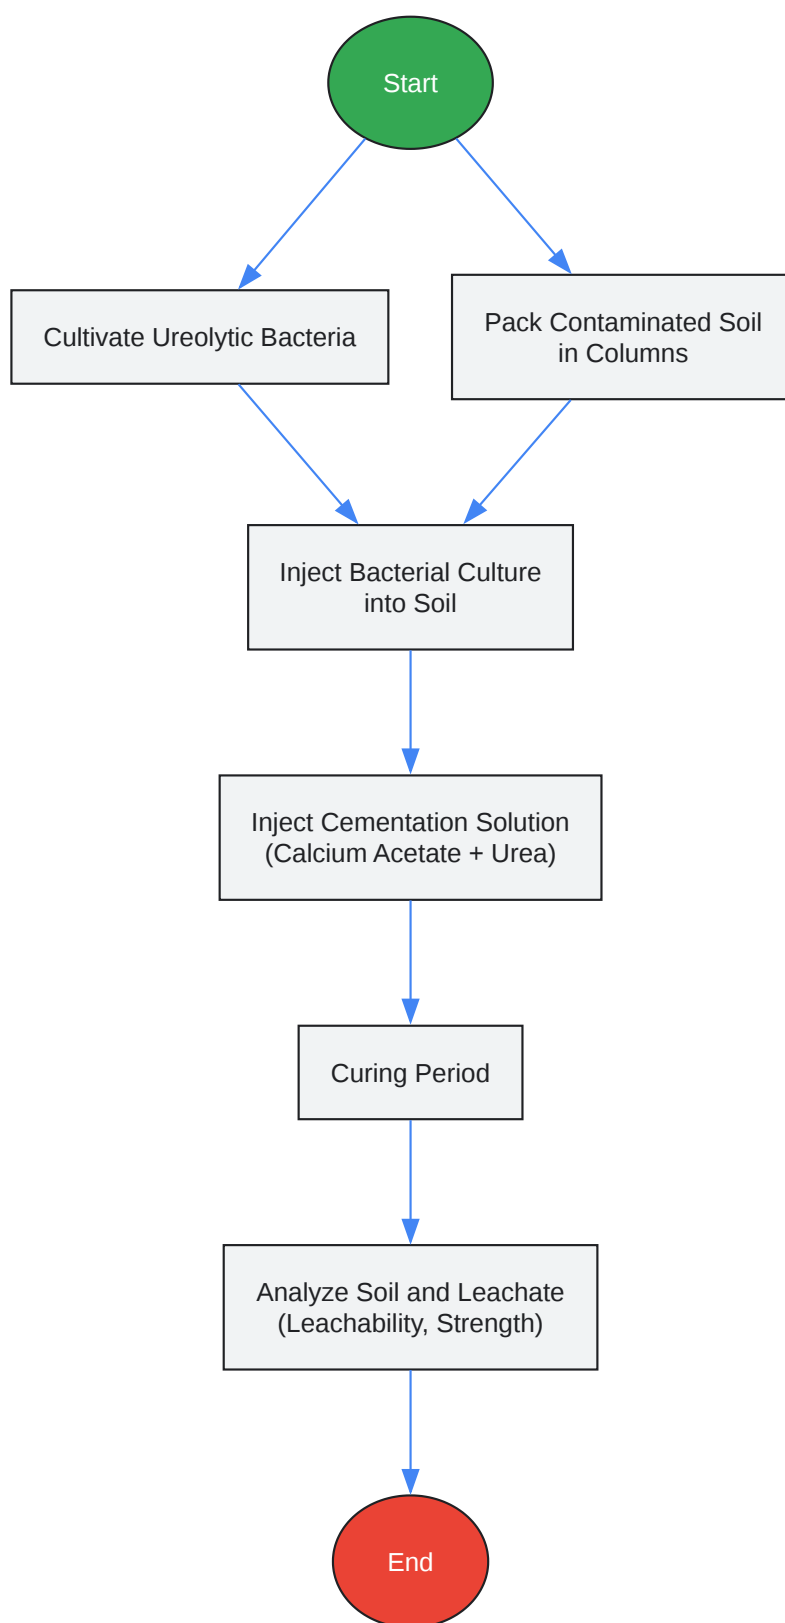 Start
Cultivate Ureolytic Bacteria
Pack Contaminated Soil
in Columns
Inject Bacterial Culture
into Soil
Inject Cementation Solution
(Calcium Acetate + Urea)
Curing Period
Analyze Soil and Leachate
(Leachability, Strength)
End